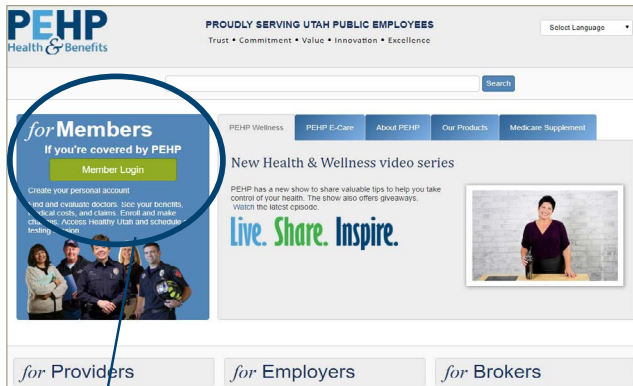 PEHP
Health & Benefits
PROUDLY SERVING UTAH PUBLIC EMPLOYEES
Trust • Commitment • Value • Innovation • Excellence
Select Language
Search
for Members
If you're covered by PEHP
Member Login
Create your personal account
Find and evaluate doctors. See your benefits,
medical costs, and claims. Enroll and make
changes. Access Healthy Utah and schedule a
testing session.
PEHP Wellness
PEHP E-Care
About PEHP
Our Products
Medicare Supplement
New Health & Wellness video series
PEHP has a new show to share valuable tips to help you take
control of your health. The show also offers giveaways.
Watch the latest episode.
Live. Share. Inspire.
for Providers
for Employers
for Brokers